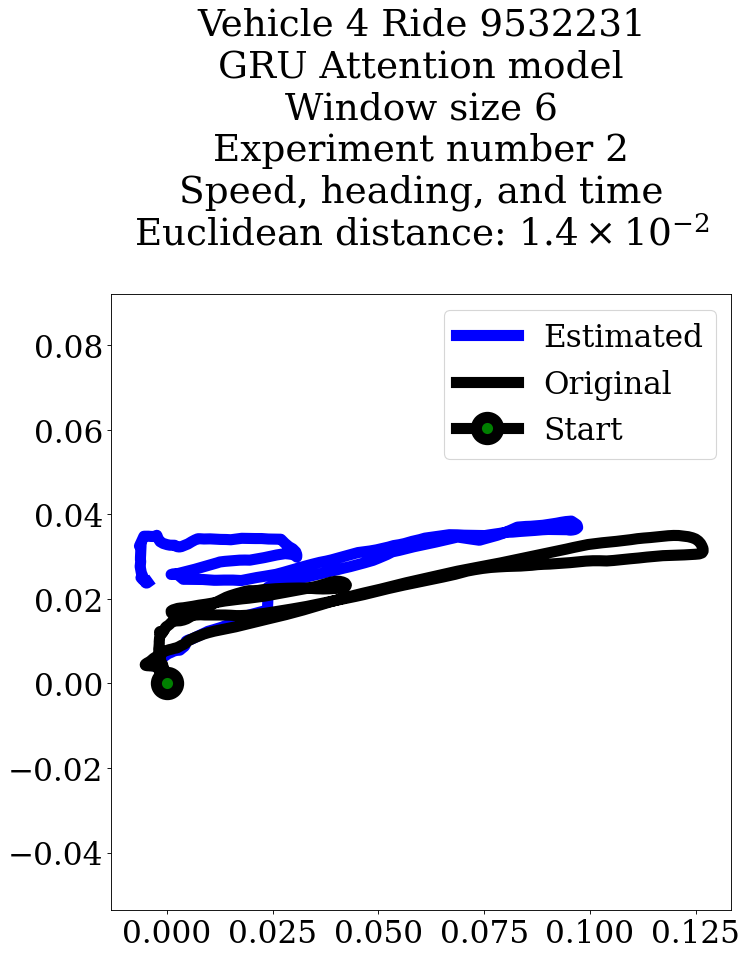 Vehicle 4 Ride 9532231
GRU Attention model
Window size 6
Experiment number 2
Speed, heading, and time
Euclidean distance: 1.4 × 10⁻²
Estimated
Original
Start
0.08
0.06
0.04
0.02
0.00
−0.02
−0.04
0.000 0.025 0.050 0.075 0.100 0.125